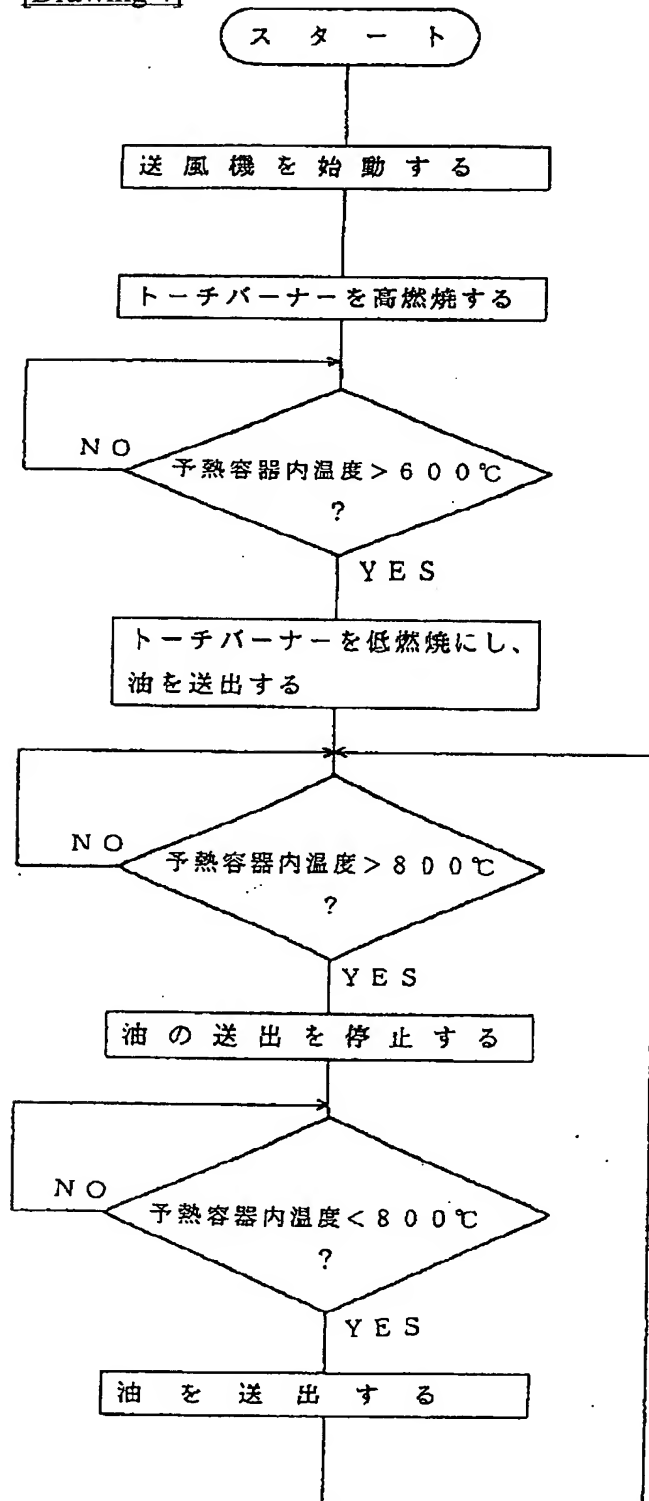 スタート
送風機を始動する
トーチバーナーを高燃焼する
NO
予熱容器内温度>600℃
?
YES
トーチバーナーを低燃焼にし、
油を送出する
NO
予熱容器内温度>800℃
?
YES
油の送出を停止する
NO
予熱容器内温度<800℃
?
YES
油を送出する